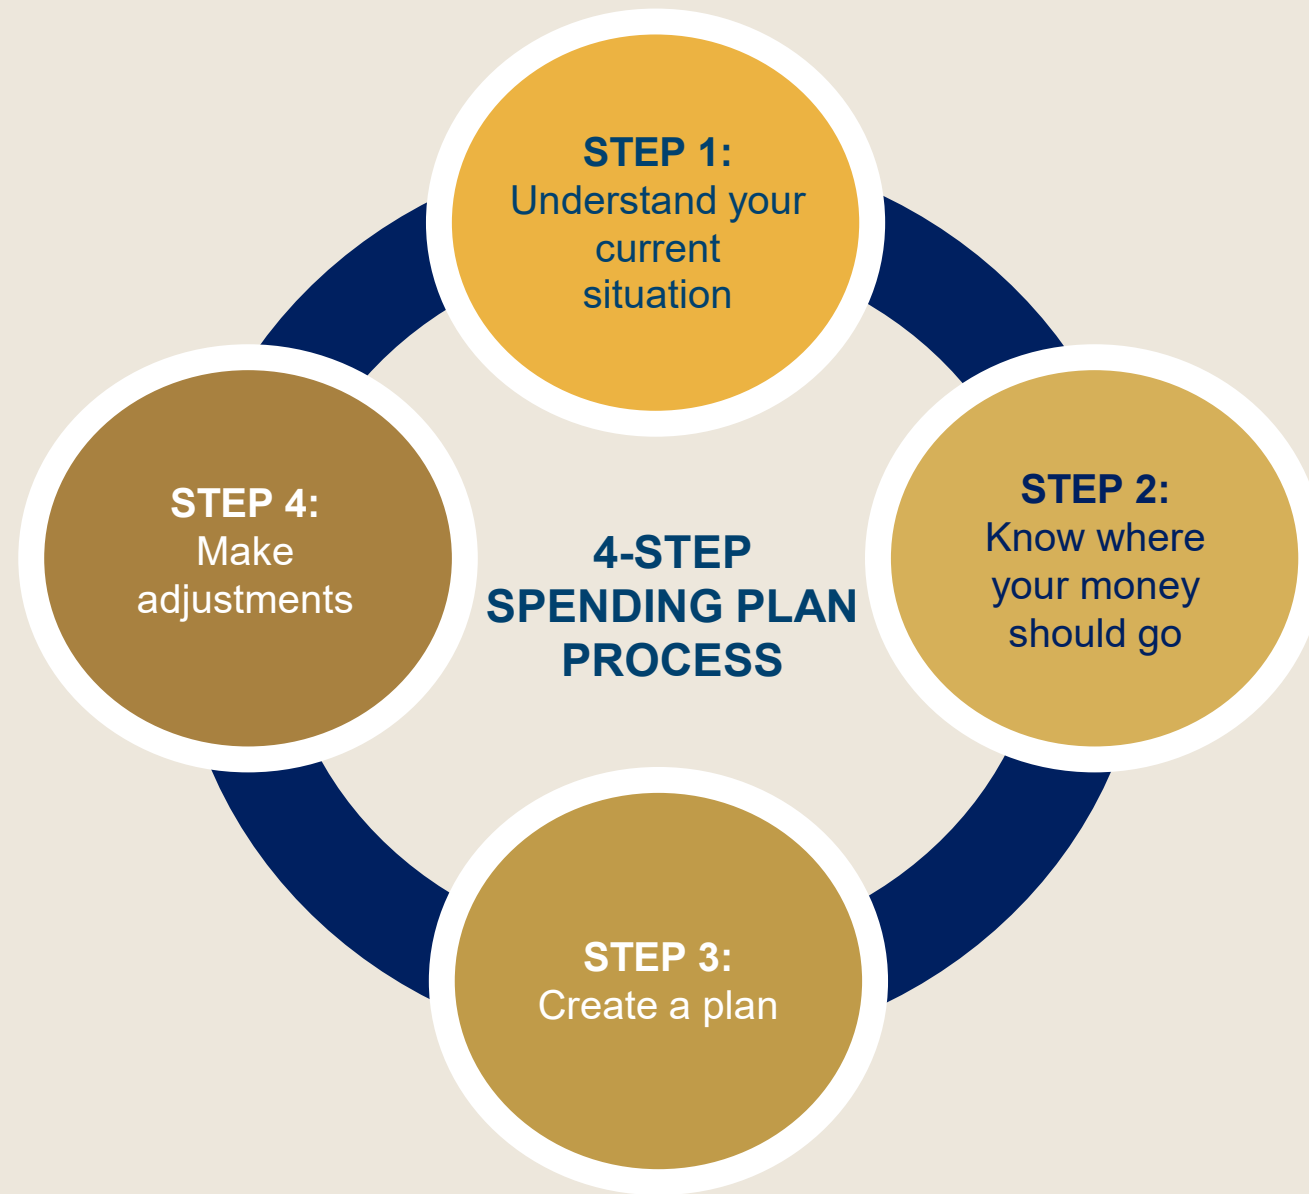 STEP 1:
Understand your
current
situation
STEP 2:
Know where
your money
should go
STEP 3:
Create a plan
STEP 4:
Make
adjustments
4-STEP
SPENDING PLAN
PROCESS